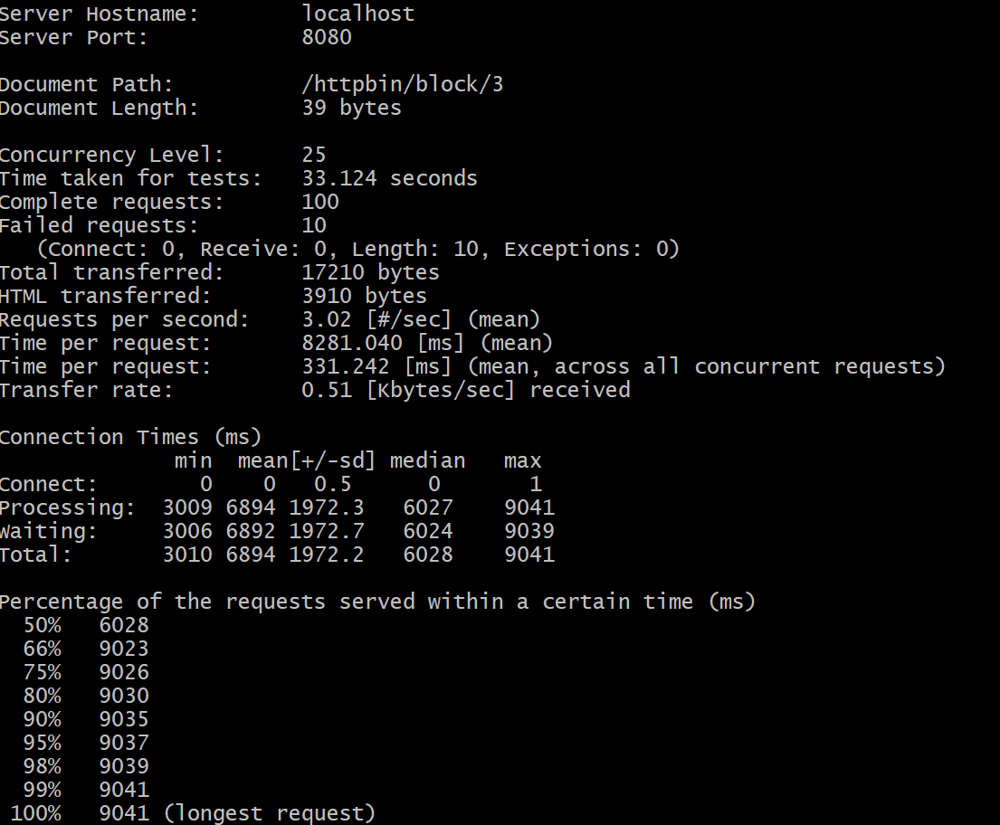 Server Hostname:        localhost
Server Port:            8080

Document Path:          /httpbin/block/3
Document Length:        39 bytes

Concurrency Level:      25
Time taken for tests:   33.124 seconds
Complete requests:      100
Failed requests:        10
   (Connect: 0, Receive: 0, Length: 10, Exceptions: 0)
Total transferred:      17210 bytes
HTML transferred:       3910 bytes
Requests per second:    3.02 [#/sec] (mean)
Time per request:       8281.040 [ms] (mean)
Time per request:       331.242 [ms] (mean, across all concurrent requests)
Transfer rate:          0.51 [Kbytes/sec] received

Connection Times (ms)
              min  mean[+/-sd] median   max
Connect:        0    0   0.5      0       1
Processing:  3009 6894 1972.3   6027    9041
Waiting:     3006 6892 1972.7   6024    9039
Total:       3010 6894 1972.2   6028    9041

Percentage of the requests served within a certain time (ms)
  50%   6028
  66%   9023
  75%   9026
  80%   9030
  90%   9035
  95%   9037
  98%   9039
  99%   9041
 100%   9041 (longest request)